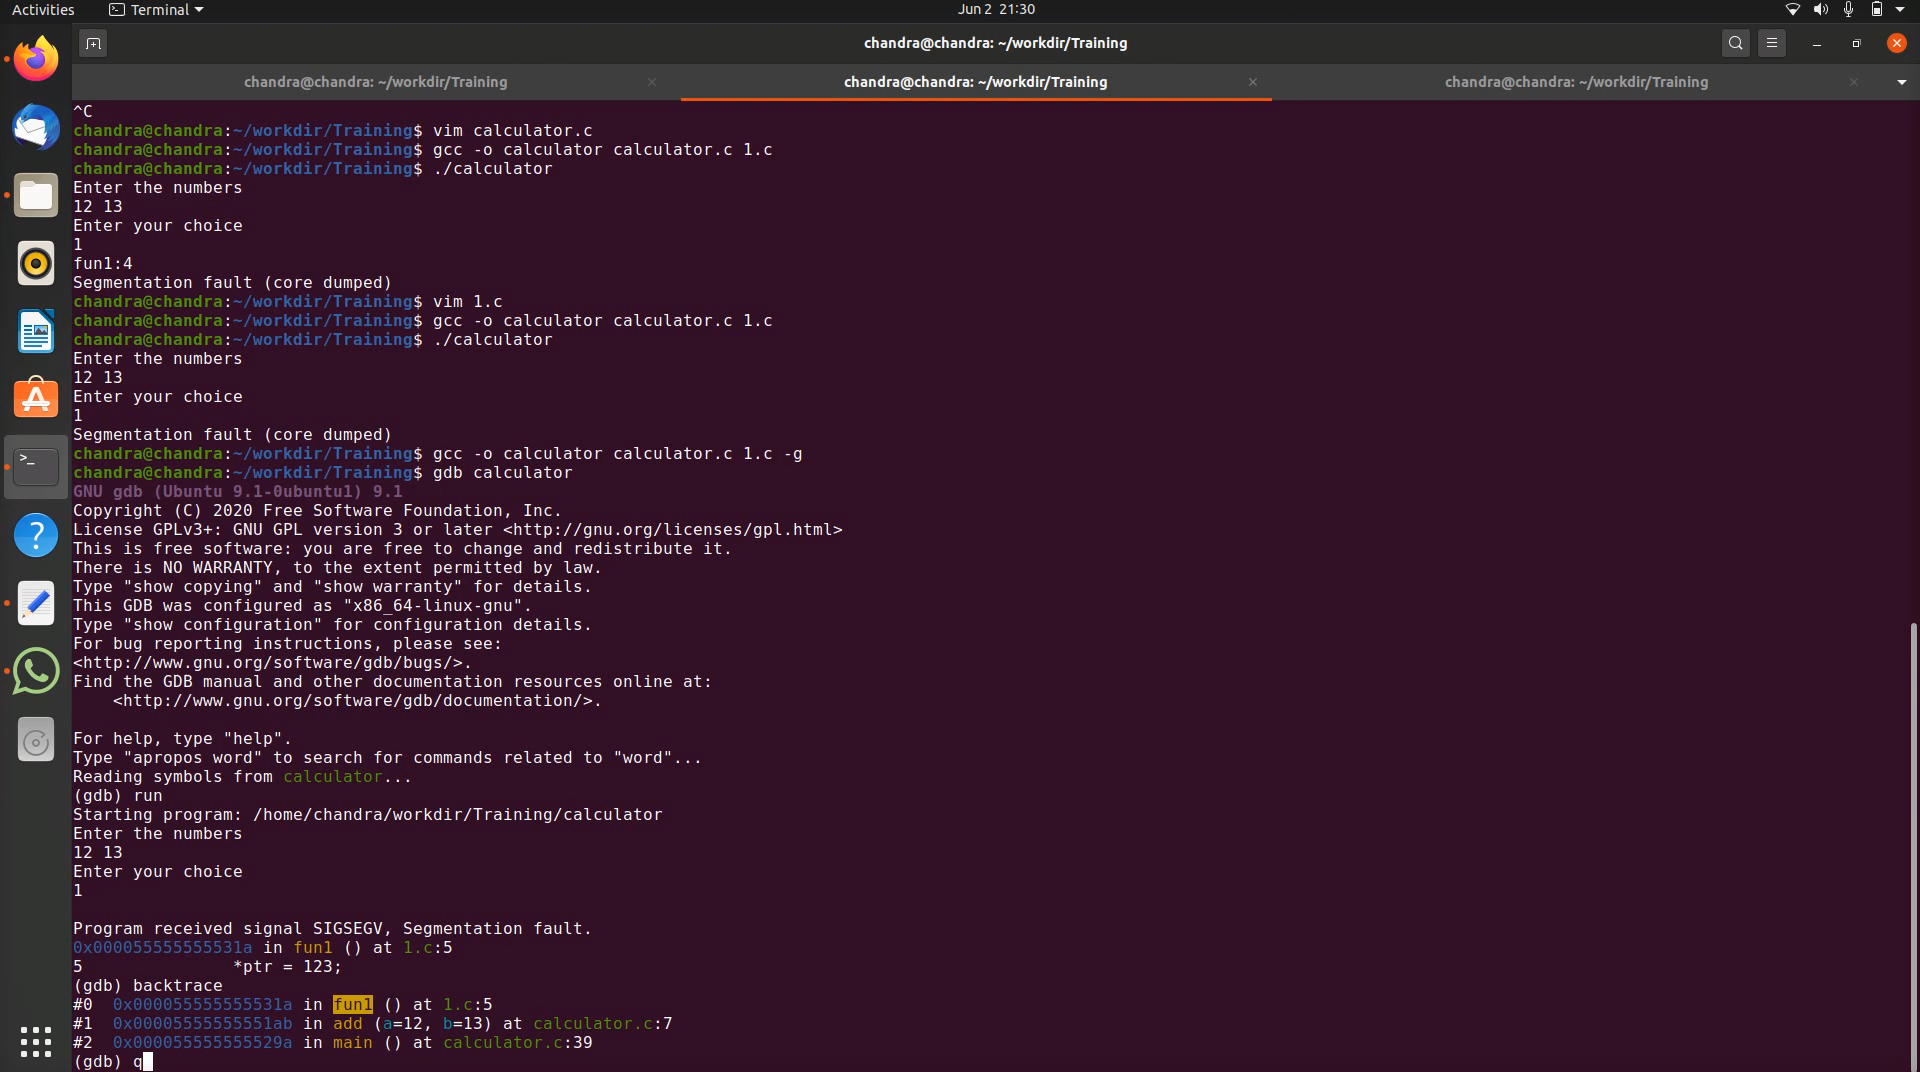 Activities Terminal Jun 2 21:30
chandra@chandra: ~/workdir/Training
chandra@chandra: ~/workdir/Training chandra@chandra: ~/workdir/Training chandra@chandra: ~/workdir/Training
^C
chandra@chandra:~/workdir/Training$ vim calculator.c
chandra@chandra:~/workdir/Training$ gcc -o calculator calculator.c 1.c
chandra@chandra:~/workdir/Training$ ./calculator
Enter the numbers
12 13
Enter your choice
1
fun1:4
Segmentation fault (core dumped)
chandra@chandra:~/workdir/Training$ vim 1.c
chandra@chandra:~/workdir/Training$ gcc -o calculator calculator.c 1.c
chandra@chandra:~/workdir/Training$ ./calculator
Enter the numbers
12 13
Enter your choice
1
Segmentation fault (core dumped)
chandra@chandra:~/workdir/Training$ gcc -o calculator calculator.c 1.c -g
chandra@chandra:~/workdir/Training$ gdb calculator
GNU gdb (Ubuntu 9.1-0ubuntu1) 9.1
Copyright (C) 2020 Free Software Foundation, Inc.
License GPLv3+: GNU GPL version 3 or later <http://gnu.org/licenses/gpl.html>
This is free software: you are free to change and redistribute it.
There is NO WARRANTY, to the extent permitted by law.
Type "show copying" and "show warranty" for details.
This GDB was configured as "x86_64-linux-gnu".
Type "show configuration" for configuration details.
For bug reporting instructions, please see:
<http://www.gnu.org/software/gdb/bugs/>.
Find the GDB manual and other documentation resources online at:
    <http://www.gnu.org/software/gdb/documentation/>.
For help, type "help".
Type "apropos word" to search for commands related to "word"...
Reading symbols from calculator...
(gdb) run
Starting program: /home/chandra/workdir/Training/calculator
Enter the numbers
12 13
Enter your choice
1
Program received signal SIGSEGV, Segmentation fault.
0x000055555555531a in fun1 () at 1.c:5
5               *ptr = 123;
(gdb) backtrace
#0  0x000055555555531a in fun1 () at 1.c:5
#1  0x00005555555551ab in add (a=12, b=13) at calculator.c:7
#2  0x000055555555529a in main () at calculator.c:39
(gdb) q